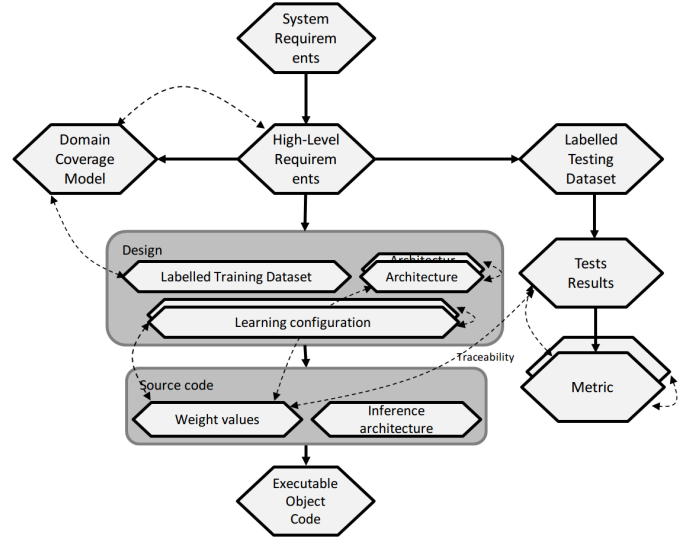 System
Requirem
ents
Domain
Coverage
Model
High-Level
Requirem
ents
Labelled
Testing
Dataset
Design
Labelled Training Dataset
Architectur
Architecture
Learning configuration
Tests
Results
Traceability
Metric
Source code
Weight values
Inference
architecture
Executable
Object
Code